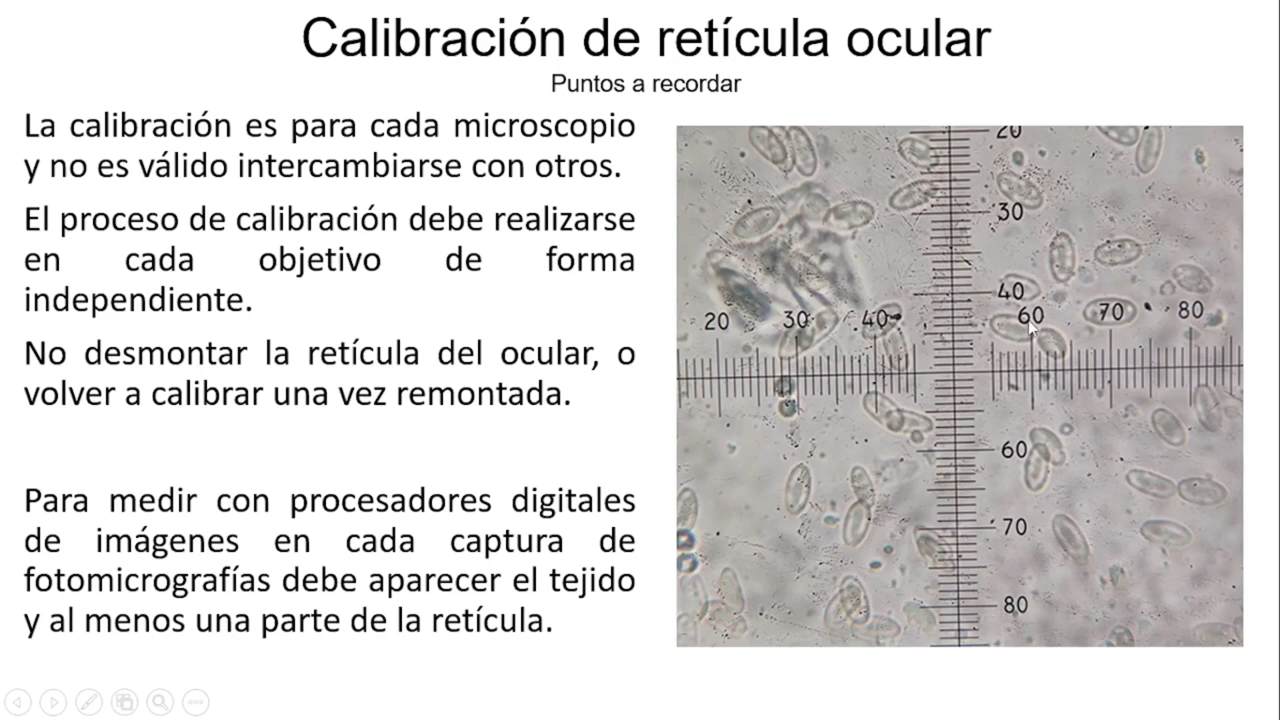 Calibración de retícula ocular
Puntos a recordar
La calibración es para cada microscopio
y no es válido intercambiarse con otros.
El proceso de calibración debe realizarse
en cada objetivo de forma
independiente.
No desmontar la retícula del ocular, o
volver a calibrar una vez remontada.
Para medir con procesadores digitales
de imágenes en cada captura de
fotomicrografías debe aparecer el tejido
y al menos una parte de la retícula.
20
30
40
20 30 40 60 70 80
60
70
80